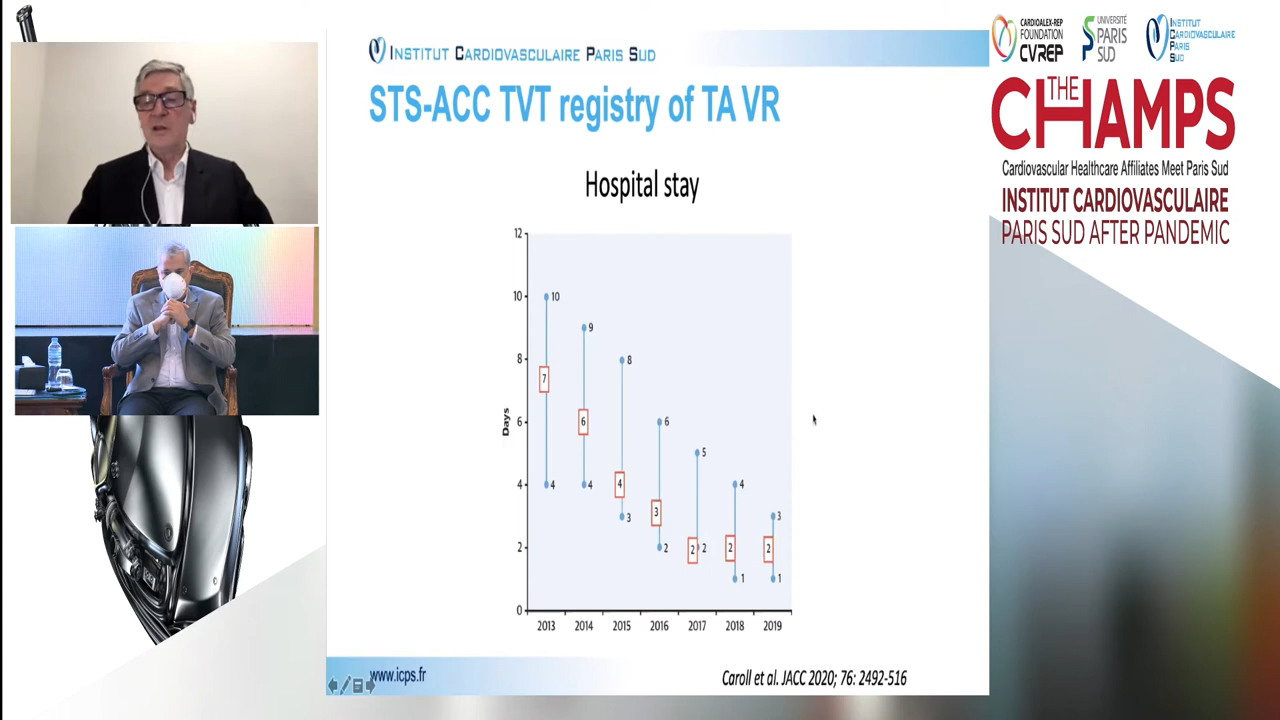 INSTITUT CARDIOVASCULAIRE PARIS SUD
STS-ACC TVT registry of TAVR
Hospital stay
12
10
8
6
4
2
0
Days
10
7
4
9
6
4
8
4
3
6
3
2
5
2
2
4
2
1
3
2
1
2013 2014 2015 2016 2017 2018 2019
www.icps.fr
Caroll et al. JACC 2020; 76: 2492-516
CARDIOALEX-REP
FOUNDATION
CVREP
UNIVERSITÉ
PARIS
SUD
INSTITUT
CARDIOVASCULAIRE
PARIS
SUD
THE
CHAMPS
Cardiovascular Healthcare Affiliates Meet Paris Sud
INSTITUT CARDIOVASCULAIRE
PARIS SUD AFTER PANDEMIC